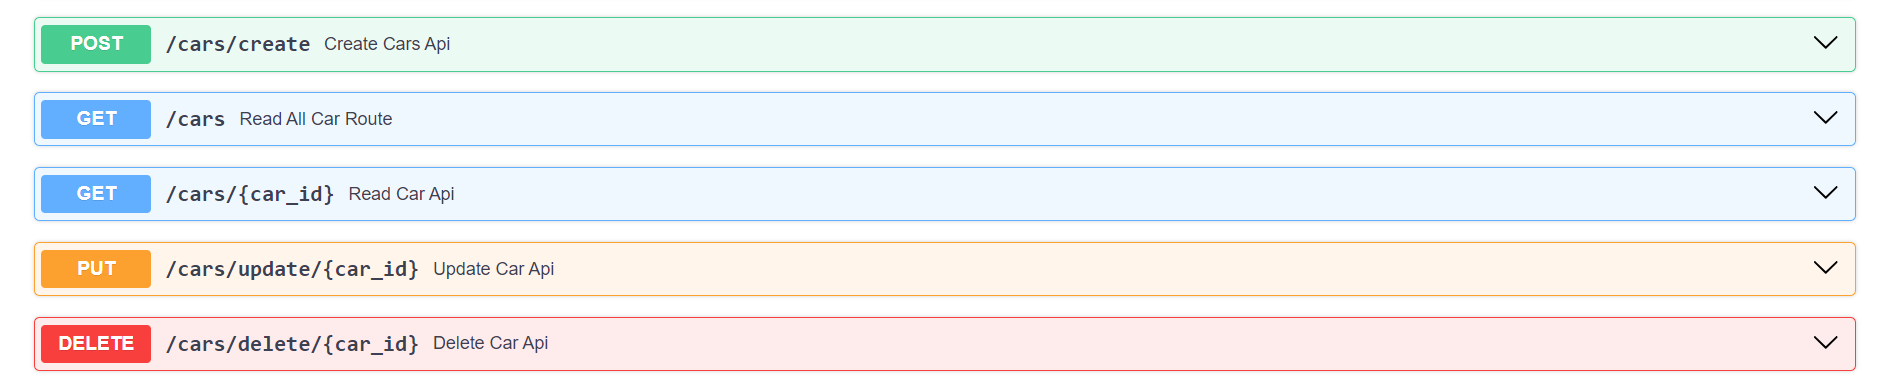 POST /cars/create Create Cars Api
GET /cars Read All Car Route
GET /cars/{car_id} Read Car Api
PUT /cars/update/{car_id} Update Car Api
DELETE /cars/delete/{car_id} Delete Car Api